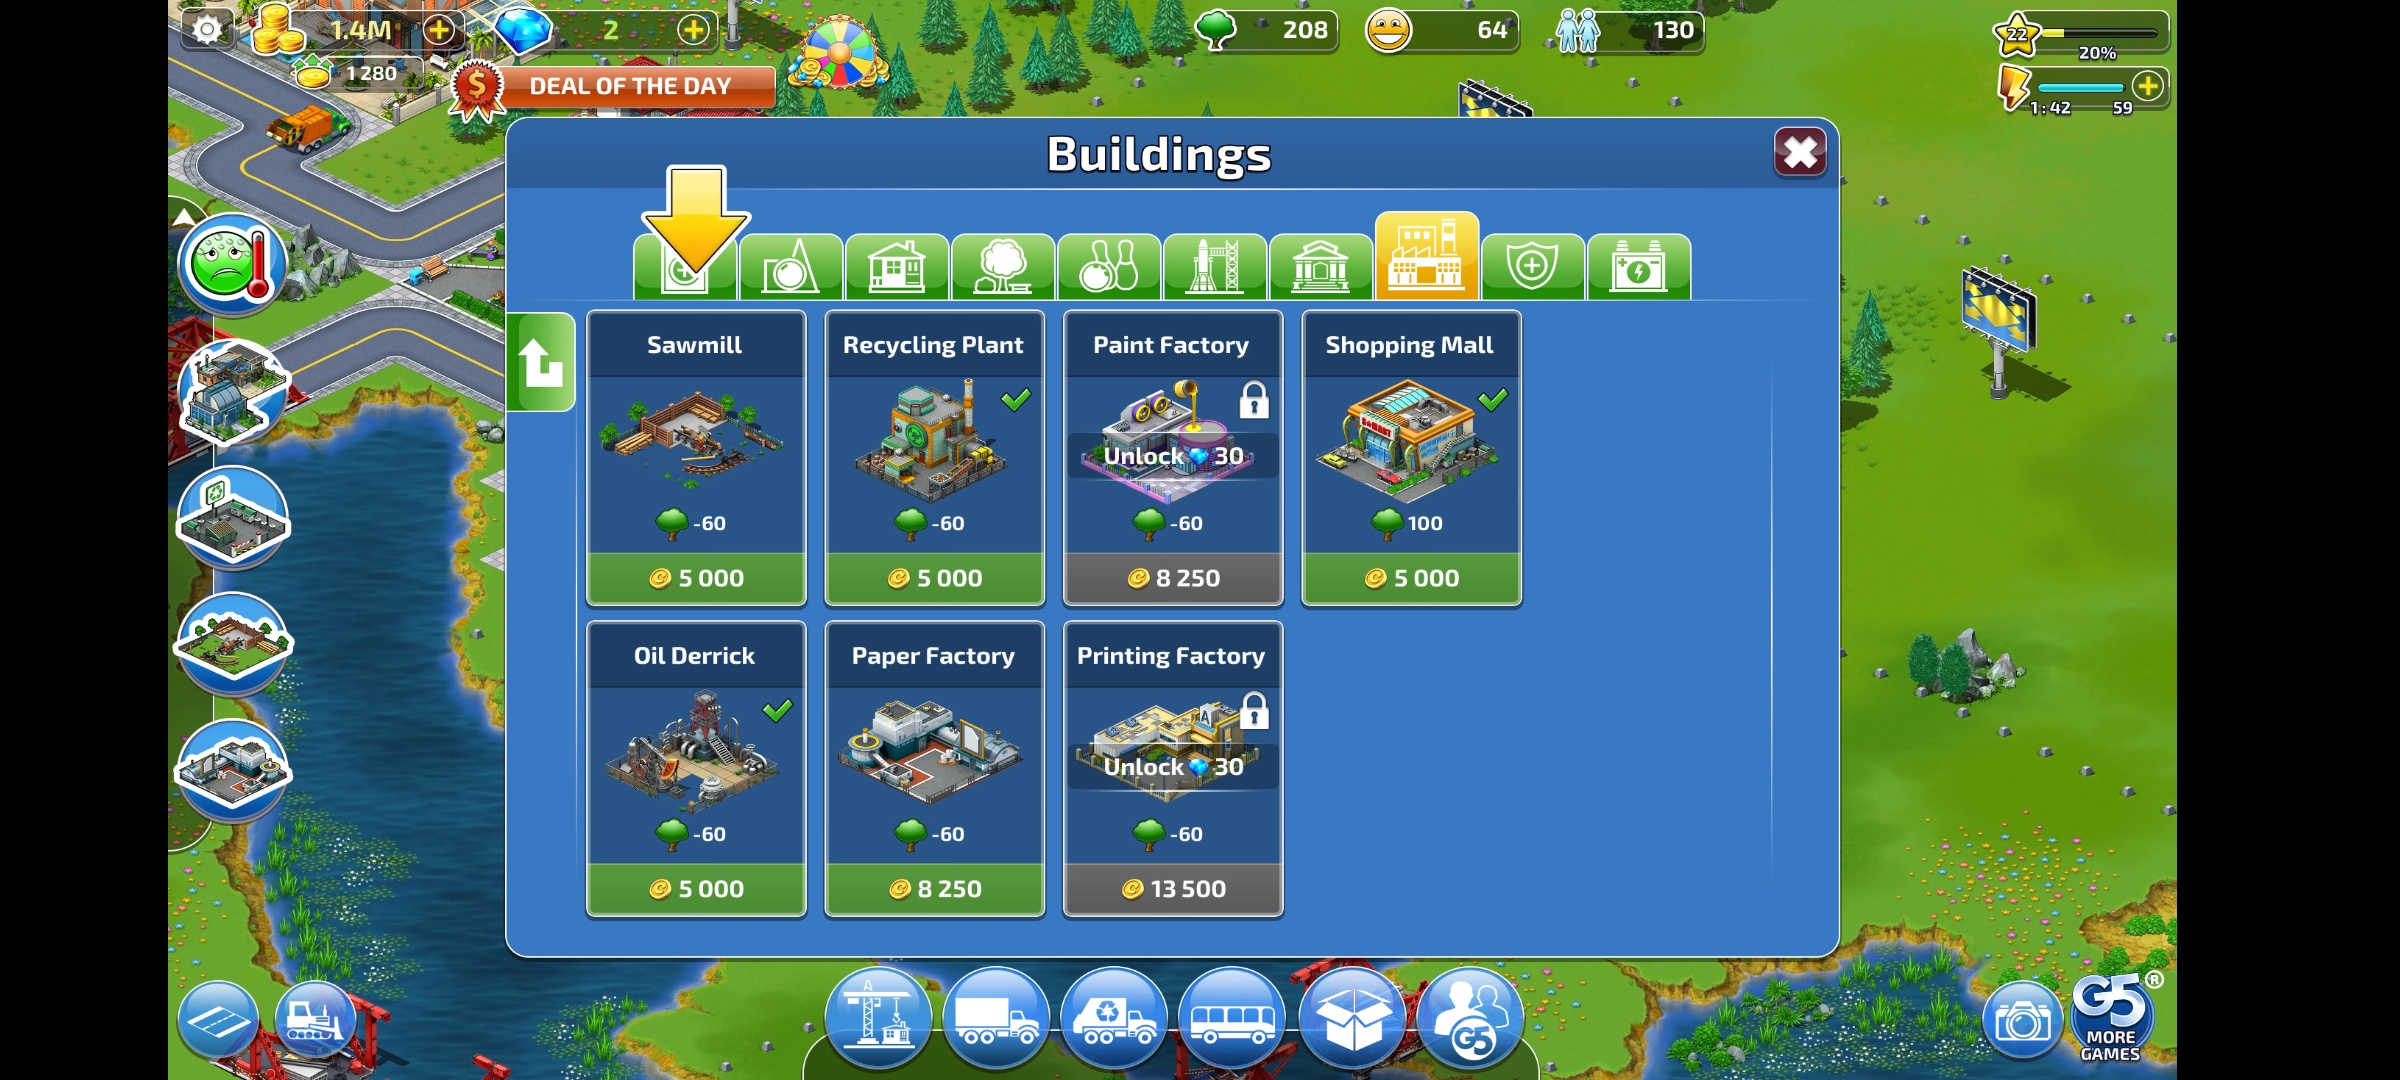 1.4M
2
208
64
130
22
20%
1 280
$
DEAL OF THE DAY
1:42
59
Buildings
Sawmill
Recycling Plant
Paint Factory
Shopping Mall
Unlock 30
-60
-60
-60
100
5 000
5 000
8 250
5 000
Oil Derrick
Paper Factory
Printing Factory
A
Unlock 30
-60
-60
-60
5 000
8 250
13 500
G5
G5®
MORE
GAMES